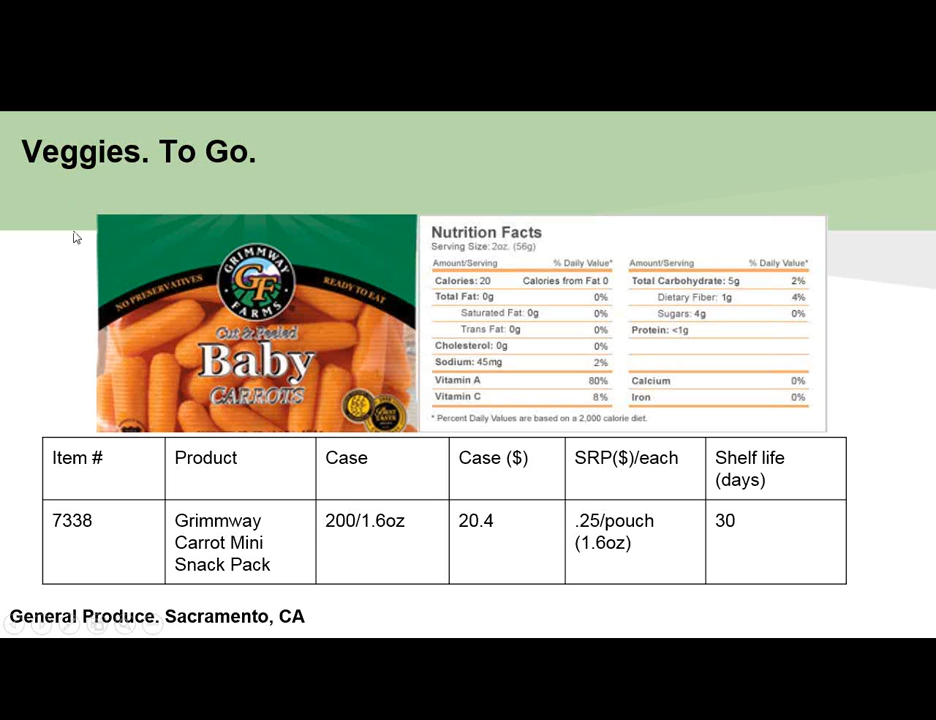 Veggies. To Go.
GRIMMWAY
GF
FARMS
NO PRESERVATIVES
READY TO EAT
Cut & Peeled
Baby
CARROTS
Nutrition Facts
Serving Size: 2oz. (56g)
Amount/Serving % Daily Value*
Calories: 20 Calories from Fat 0
Total Fat: 0g 0%
Saturated Fat: 0g 0%
Trans Fat: 0g 0%
Cholesterol: 0g 0%
Sodium: 45mg 2%
Vitamin A 80%
Vitamin C 8%
Amount/Serving % Daily Value*
Total Carbohydrate: 5g 2%
Dietary Fiber: 1g 4%
Sugars: 4g 0%
Protein: <1g
Calcium 0%
Iron 0%
* Percent Daily Values are based on a 2,000 calorie diet.
Item # Product Case Case ($) SRP($)/each Shelf life
(days)
7338 Grimmway 200/1.6oz 20.4 .25/pouch 30
Carrot Mini (1.6oz)
Snack Pack
General Produce. Sacramento, CA